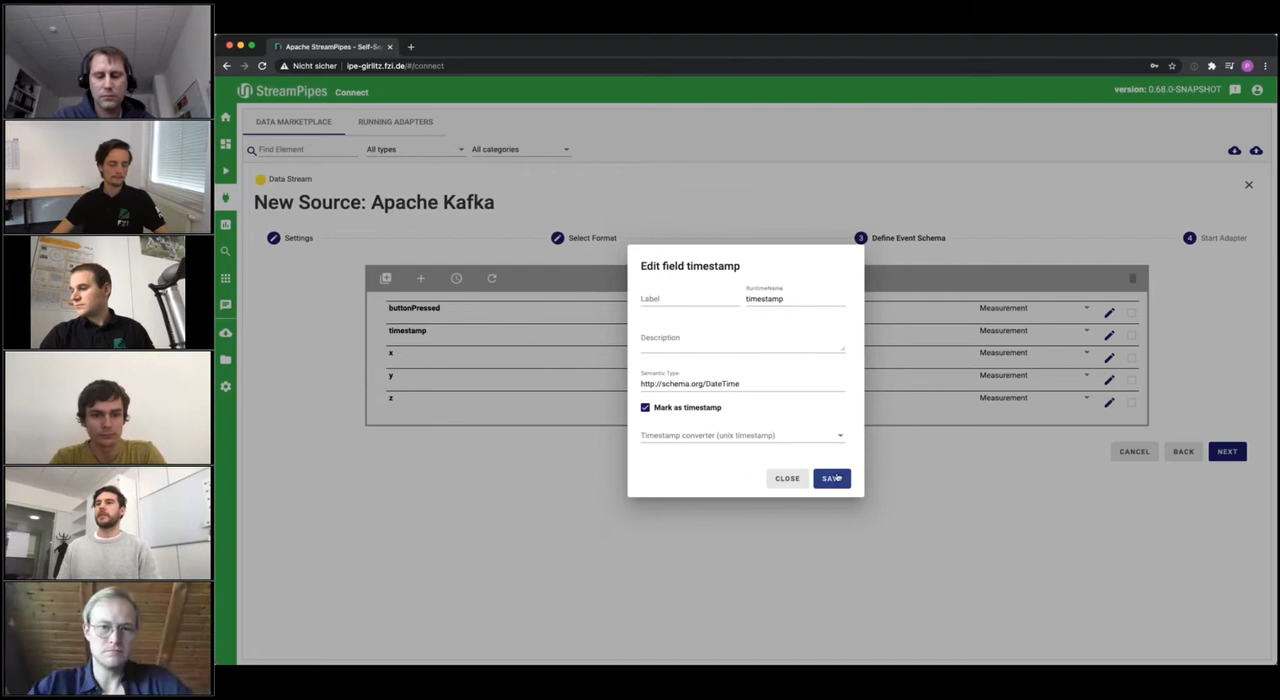 Apache StreamPipes - Self-Se
Nicht sicher
ipe-girlitz.fzi.de/#/connect
P
StreamPipes
Connect
version: 0.68.0-SNAPSHOT
DATA MARKETPLACE
RUNNING ADAPTERS
Find Element
All types
All categories
Data Stream
New Source: Apache Kafka
Settings
Select Format
3 Define Event Schema
4 Start Adapter
Edit field timestamp
Label
RuntimeName
timestamp
Description
Semantic Type
http://schema.org/DateTime
Mark as timestamp
Timestamp converter (unix timestamp)
CLOSE
SAVE
buttonPressed
Measurement
timestamp
Measurement
x
Measurement
y
Measurement
z
Measurement
CANCEL
BACK
NEXT
FZI